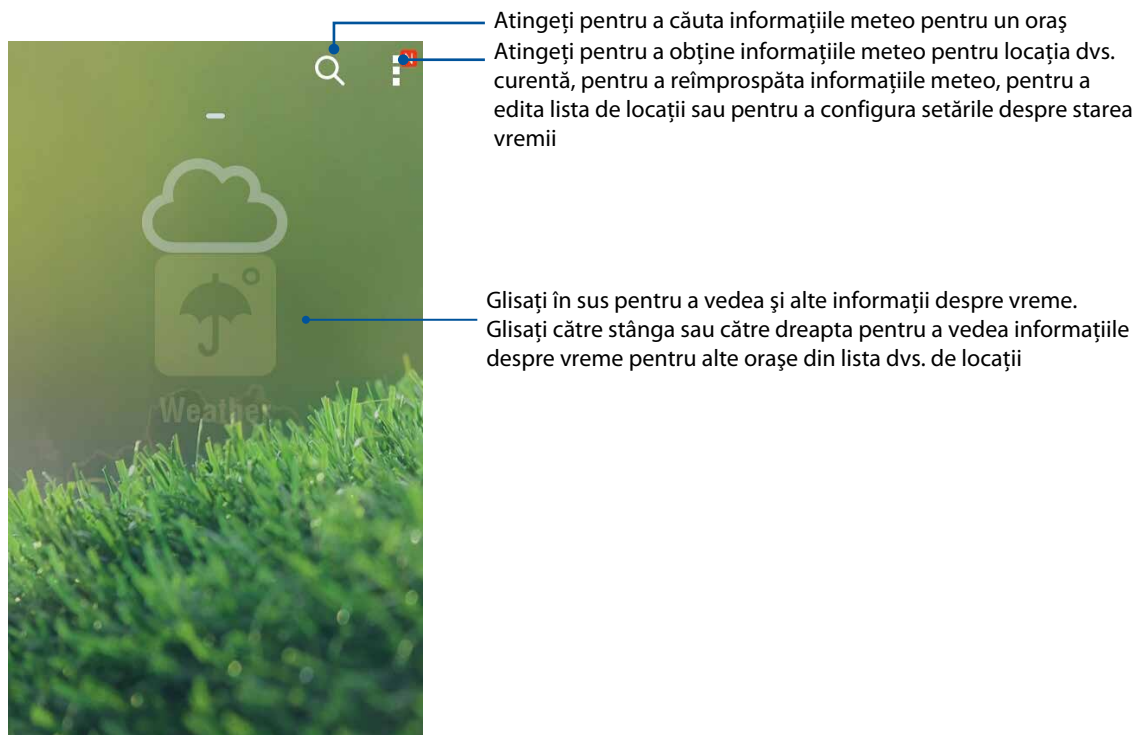 Atingeți pentru a căuta informațiile meteo pentru un oraş
Atingeți pentru a obține informațiile meteo pentru locația dvs.
curentă, pentru a reîmprospăta informațiile meteo, pentru a
edita lista de locații sau pentru a configura setările despre starea
vremii
Weather
Glisați în sus pentru a vedea şi alte informații despre vreme.
Glisați către stânga sau către dreapta pentru a vedea informațiile
despre vreme pentru alte oraşe din lista dvs. de locații